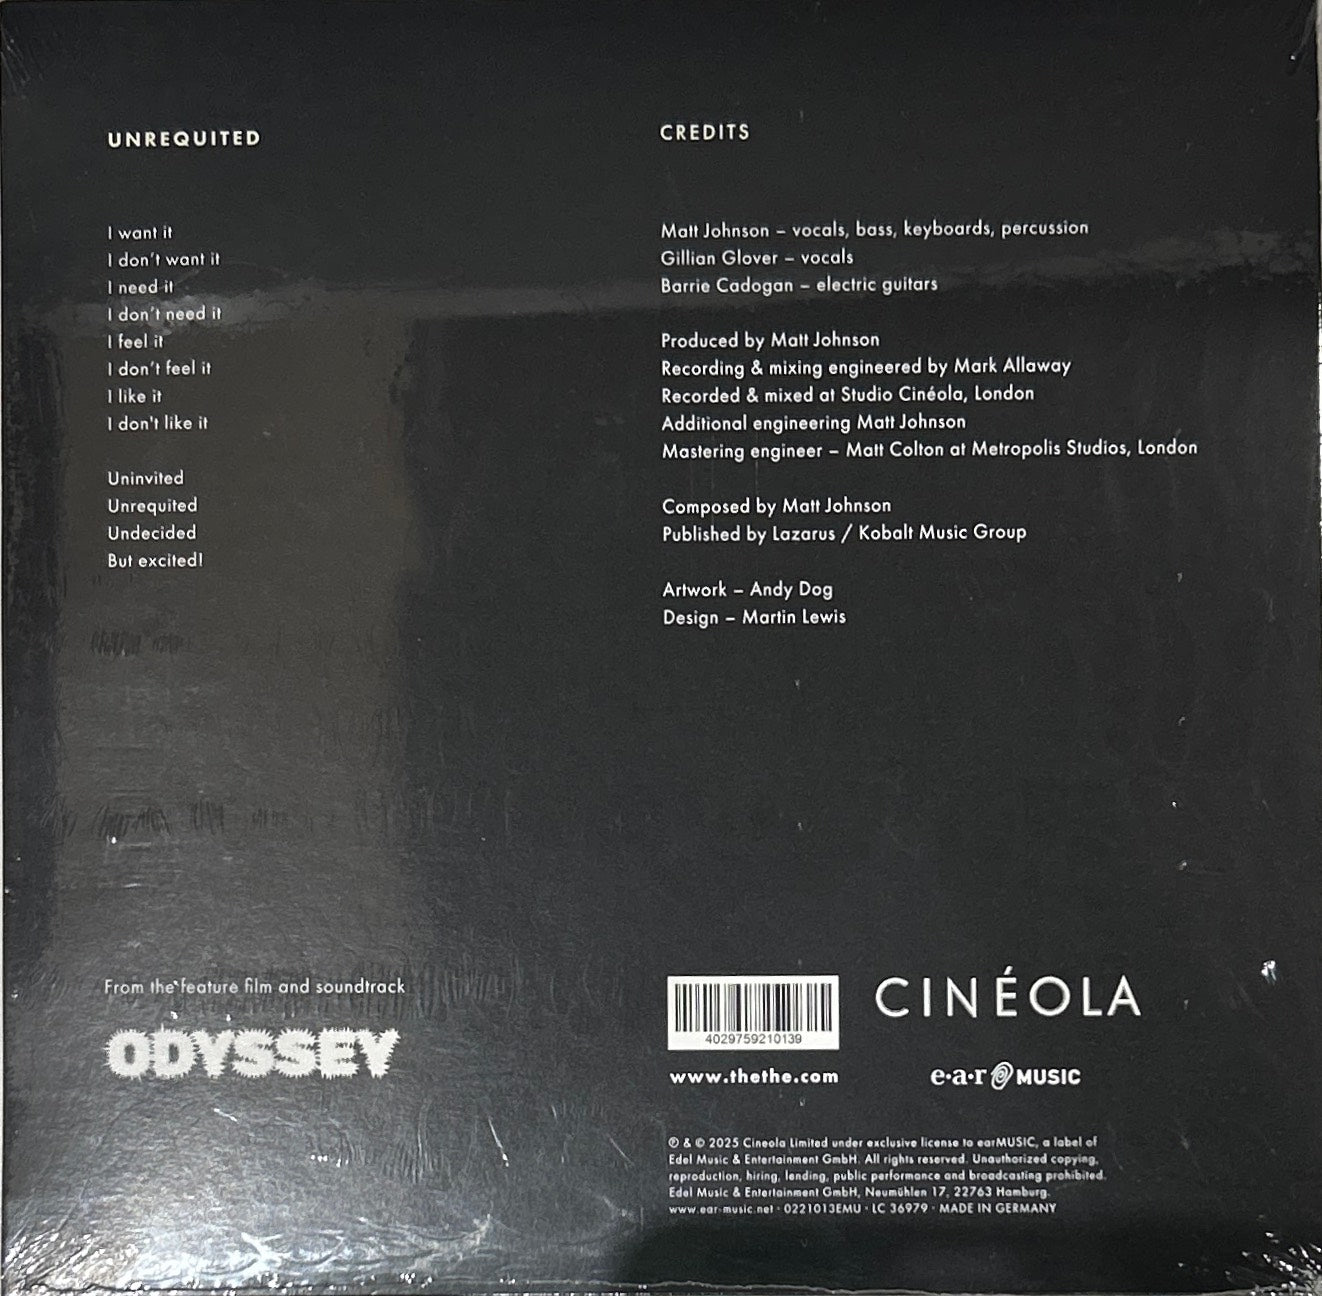 UNREQUITED
I want it
I don't want it
I need it
I don't need it
I feel it
I don't feel it
I like it
I don't like it
Uninvited
Unrequited
Undecided
But excited!
From the feature film and soundtrack
ODYSSEY
CREDITS
Matt Johnson – vocals, bass, keyboards, percussion
Gillian Glover – vocals
Barrie Cadogan – electric guitars
Produced by Matt Johnson
Recording & mixing engineered by Mark Allaway
Recorded & mixed at Studio Cinéola, London
Additional engineering Matt Johnson
Mastering engineer – Matt Colton at Metropolis Studios, London
Composed by Matt Johnson
Published by Lazarus / Kobalt Music Group
Artwork – Andy Dog
Design – Martin Lewis
4029759210139
www.thethe.com
CINÉOLA
e·a·r MUSIC
℗ & © 2025 Cineola Limited under exclusive license to earMUSIC, a label of
Edel Music & Entertainment GmbH. All rights reserved. Unauthorized copying,
reproduction, hiring, lending, public performance and broadcasting prohibited.
Edel Music & Entertainment GmbH, Neumühlen 17, 22763 Hamburg.
www.ear-music.net · 0221013EMU · LC 36979 · MADE IN GERMANY